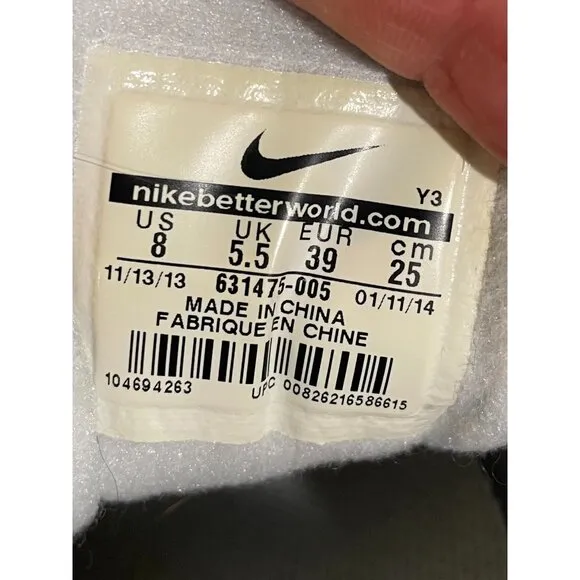 Y3
nikebetterworld.com
US UK EUR cm
8 5.5 39 25
11/13/13 631475-005 01/11/14
MADE IN CHINA
FABRIQUE EN CHINE
104694263 UPC 00826216586615